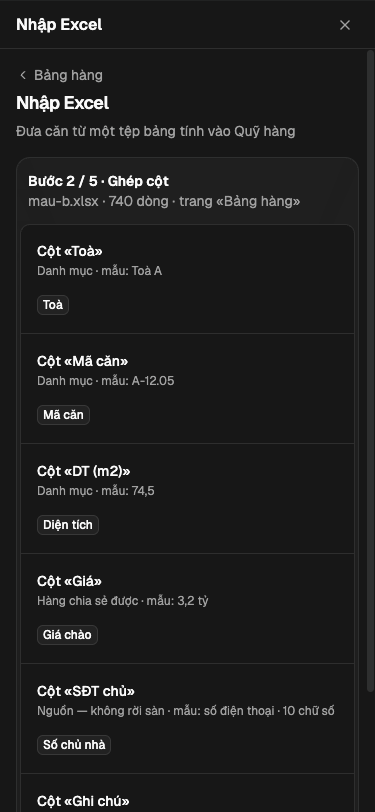 Nhập Excel
Bảng hàng
Nhập Excel
Đưa căn từ một tệp bảng tính vào Quỹ hàng
Bước 2 / 5 · Ghép cột
mau-b.xlsx · 740 dòng · trang «Bảng hàng»
Cột «Toà»
Danh mục · mẫu: Toà A
Toà
Cột «Mã căn»
Danh mục · mẫu: A-12.05
Mã căn
Cột «DT (m2)»
Danh mục · mẫu: 74,5
Diện tích
Cột «Giá»
Hàng chia sẻ được · mẫu: 3,2 tỷ
Giá chào
Cột «SĐT chủ»
Nguồn — không rời sàn · mẫu: số điện thoại · 10 chữ số
Số chủ nhà
Cột «Ghi chú»